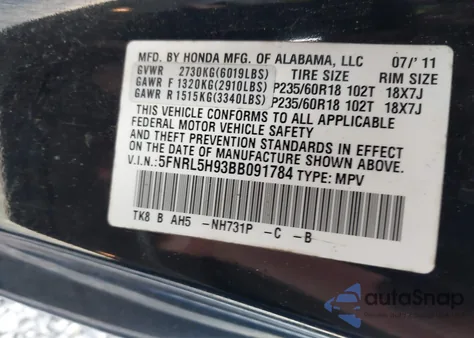 MFD. BY HONDA MFG. OF ALABAMA, LLC 07/'11
GVWR 2730KG(6019LBS) TIRE SIZE RIM SIZE
GAWR F 1320KG(2910LBS) P235/60R18 102T 18X7J
GAWR R 1515KG(3340LBS) P235/60R18 102T 18X7J
THIS VEHICLE CONFORMS TO ALL APPLICABLE
FEDERAL MOTOR VEHICLE SAFETY
AND THEFT PREVENTION STANDARDS IN EFFECT ON
THE DATE OF MANUFACTURE SHOWN ABOVE.
V.I.N.:5FNRL5H93BB091784 TYPE: MPV
TK8 B AH5 -NH731P -C -B
autoSnap